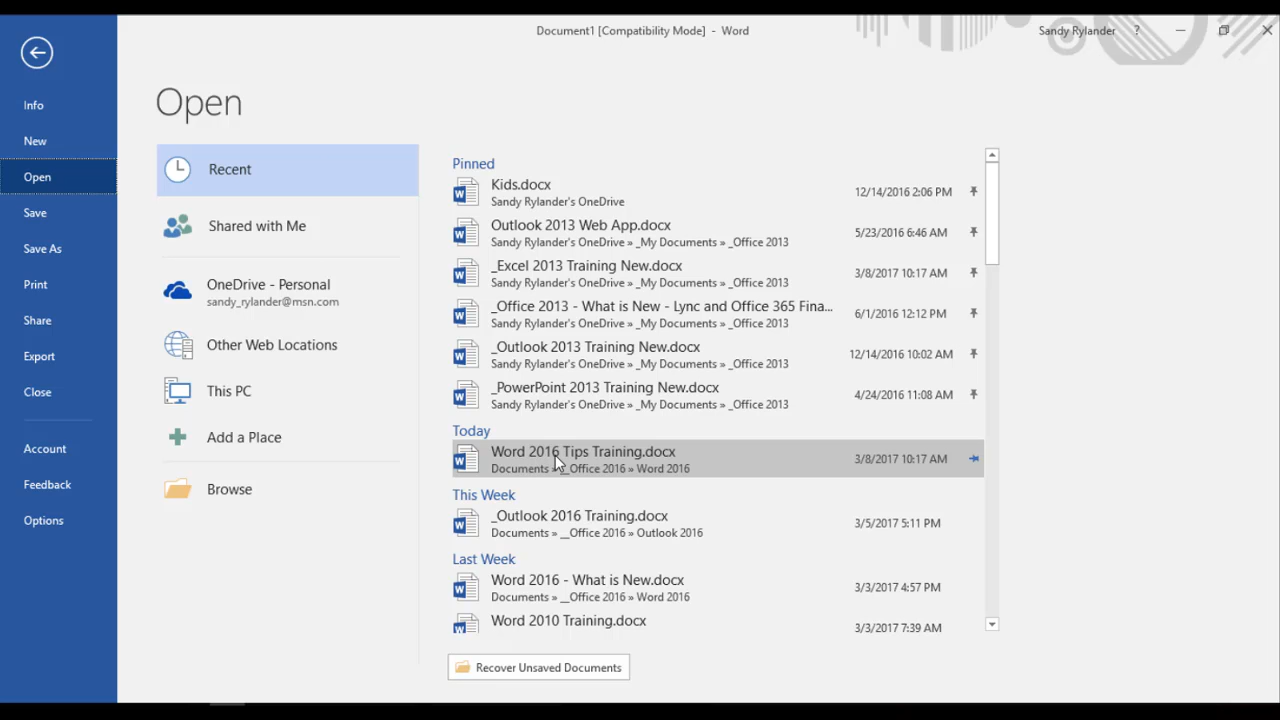 Document1 [Compatibility Mode] - Word
Sandy Rylander
?
Info
New
Open
Save
Save As
Print
Share
Export
Close
Account
Feedback
Options
Open
Recent
Shared with Me
OneDrive - Personal
sandy_rylander@msn.com
Other Web Locations
This PC
Add a Place
Browse
Pinned
Kids.docx
Sandy Rylander's OneDrive
12/14/2016 2:06 PM
Outlook 2013 Web App.docx
Sandy Rylander's OneDrive » _My Documents » _Office 2013
5/23/2016 6:46 AM
_Excel 2013 Training New.docx
Sandy Rylander's OneDrive » _My Documents » _Office 2013
3/8/2017 10:17 AM
_Office 2013 - What is New - Lync and Office 365 Fina...
Sandy Rylander's OneDrive » _My Documents » _Office 2013
6/1/2016 12:12 PM
_Outlook 2013 Training New.docx
Sandy Rylander's OneDrive » _My Documents » _Office 2013
12/14/2016 10:02 AM
_PowerPoint 2013 Training New.docx
Sandy Rylander's OneDrive » _My Documents » _Office 2013
4/24/2016 11:08 AM
Today
Word 2016 Tips Training.docx
Documents » __Office 2016 » Word 2016
3/8/2017 10:17 AM
This Week
_Outlook 2016 Training.docx
Documents » __Office 2016 » Outlook 2016
3/5/2017 5:11 PM
Last Week
Word 2016 - What is New.docx
Documents » __Office 2016 » Word 2016
3/3/2017 4:57 PM
Word 2010 Training.docx
3/3/2017 7:39 AM
Recover Unsaved Documents